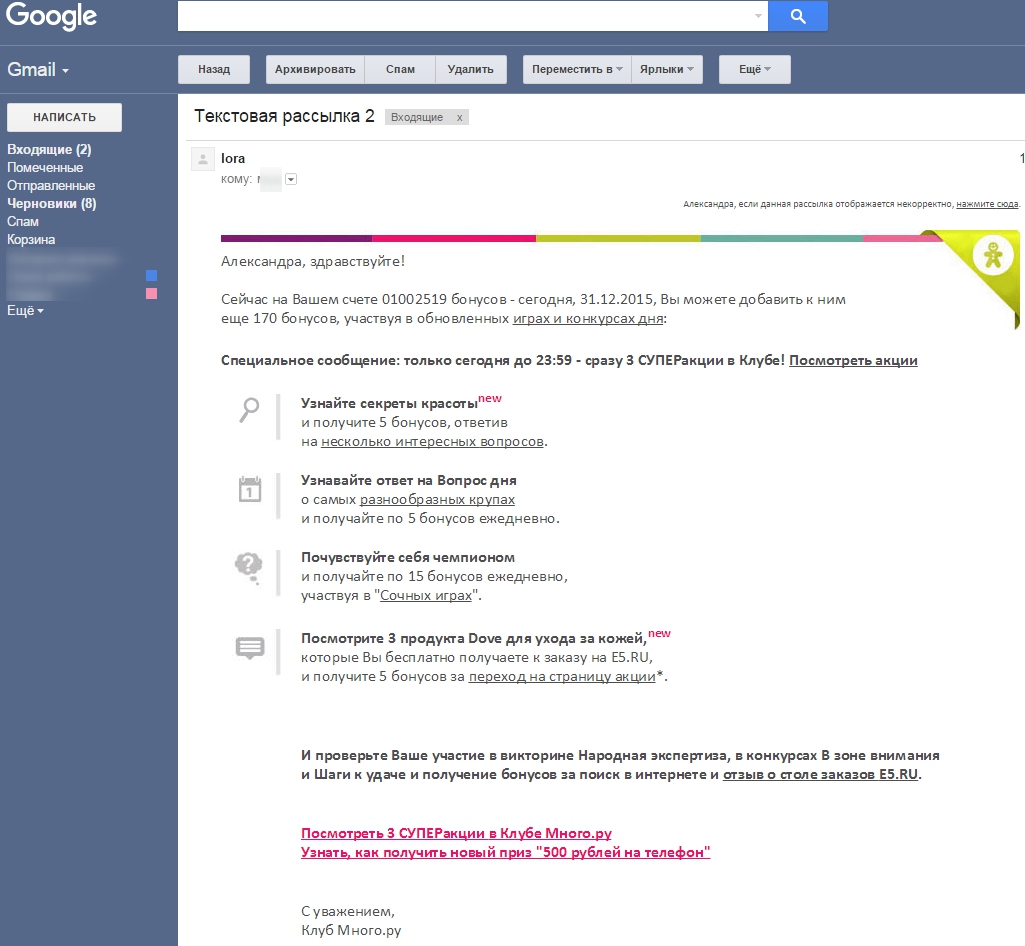 Google
Gmail
Назад
Архивировать
Спам
Удалить
Переместить в
Ярлыки
Ещё
НАПИСАТЬ
Входящие (2)
Помеченные
Отправленные
Черновики (8)
Спам
Корзина
Ещё
Текстовая рассылка 2
Входящие x
lora
1
кому:
Александра, если данная рассылка отображается некорректно, нажмите сюда.
Александра, здравствуйте!
Сейчас на Вашем счете 01002519 бонусов - сегодня, 31.12.2015, Вы можете добавить к ним
еще 170 бонусов, участвуя в обновленных играх и конкурсах дня:
Специальное сообщение: только сегодня до 23:59 - сразу 3 СУПЕРакции в Клубе! Посмотреть акции
Узнайте секреты красоты new
и получите 5 бонусов, ответив
на несколько интересных вопросов.
1
Узнавайте ответ на Вопрос дня
о самых разнообразных крупах
и получайте по 5 бонусов ежедневно.
?
Почувствуйте себя чемпионом
и получайте по 15 бонусов ежедневно,
участвуя в "Сочных играх".
Посмотрите 3 продукта Dove для ухода за кожей, new
которые Вы бесплатно получаете к заказу на E5.RU,
и получите 5 бонусов за переход на страницу акции*.
И проверьте Ваше участие в викторине Народная экспертиза, в конкурсах В зоне внимания
и Шаги к удаче и получение бонусов за поиск в интернете и отзыв о столе заказов E5.RU.
Посмотреть 3 СУПЕРакции в Клубе Много.ру
Узнать, как получить новый приз "500 рублей на телефон"
С уважением,
Клуб Много.ру